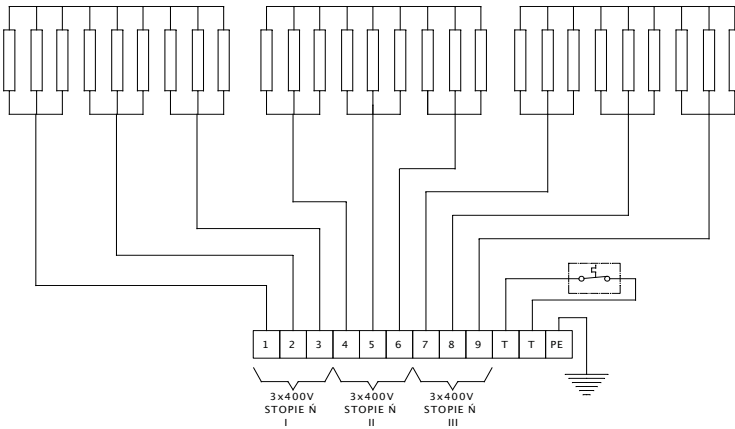 1 2 3 4 5 6 7 8 9 T T PE
3x400V 3x400V 3x400V
STOPIE Ń STOPIE Ń STOPIE Ń
I II III